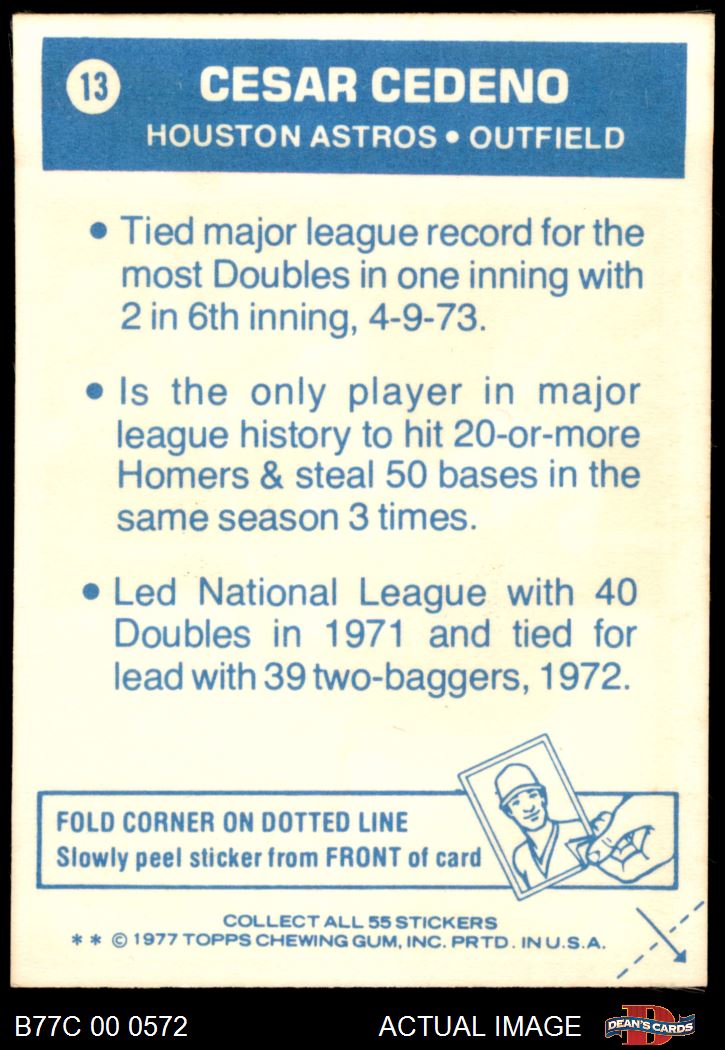 13
CESAR CEDENO
HOUSTON ASTROS • OUTFIELD
• Tied major league record for the
most Doubles in one inning with
2 in 6th inning, 4-9-73.
• Is the only player in major
league history to hit 20-or-more
Homers & steal 50 bases in the
same season 3 times.
• Led National League with 40
Doubles in 1971 and tied for
lead with 39 two-baggers, 1972.
FOLD CORNER ON DOTTED LINE
Slowly peel sticker from FRONT of card
COLLECT ALL 55 STICKERS
* * © 1977 TOPPS CHEWING GUM, INC. PRTD. IN U.S.A.
B77C 00 0572
ACTUAL IMAGE
D
DEAN'S CARDS